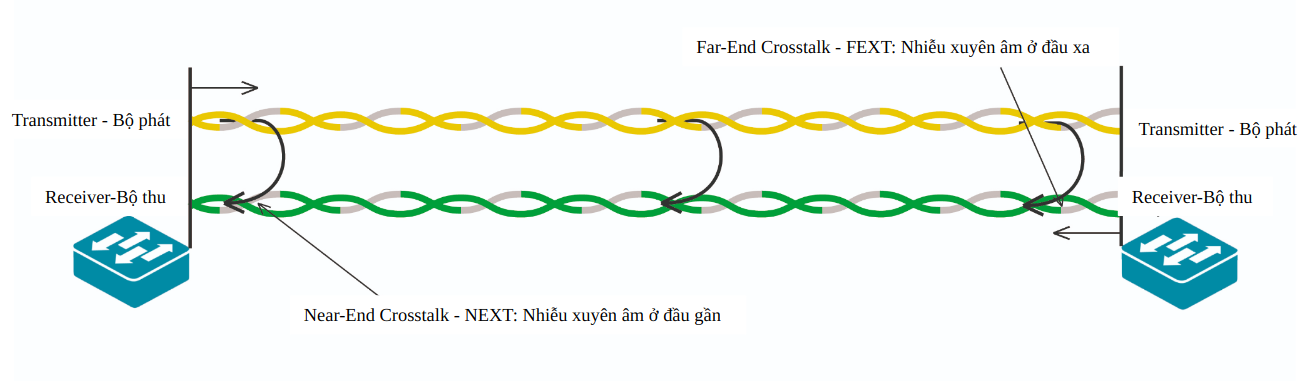 Far-End Crosstalk - FEXT: Nhiễu xuyên âm ở đầu xa
Transmitter - Bộ phát
Transmitter - Bộ phát
Receiver-Bộ thu
Receiver-Bộ thu
Near-End Crosstalk - NEXT: Nhiễu xuyên âm ở đầu gần